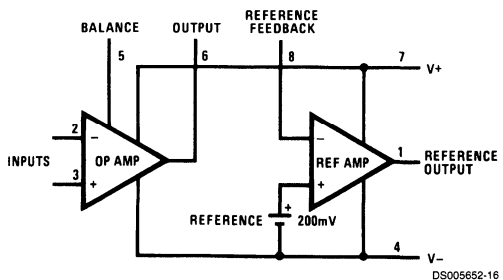 REFERENCE
FEEDBACK
BALANCE
OUTPUT
5
6
8
7
V+
2
-
OP AMP
INPUTS
3
+
-
REF AMP
+
1
REFERENCE
OUTPUT
REFERENCE
+
200mV
4
V-
DS005652-16